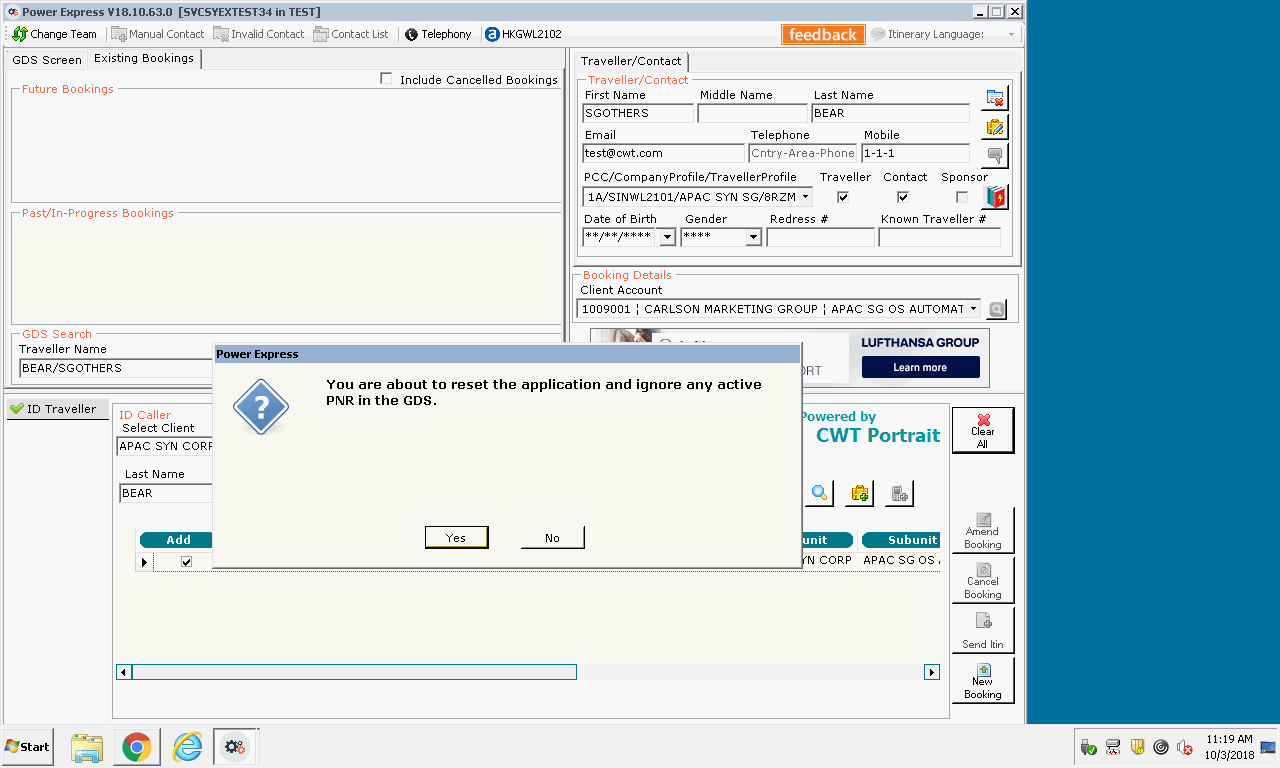 Power Express V18.10.63.0 [SVCSYEXTEST34 in TEST]
Change Team Manual Contact Invalid Contact Contact List Telephony HKGWL2102 feedback Itinerary Language:
GDS Screen Existing Bookings
Include Cancelled Bookings
Future Bookings
Past/In-Progress Bookings
GDS Search
Traveller Name
BEAR/SGOTHERS
Traveller/Contact
Traveller/Contact
First Name Middle Name Last Name
SGOTHERS BEAR
Email Telephone Mobile
test@cwt.com Cntry-Area-Phone 1-1-1
PCC/CompanyProfile/TravellerProfile Traveller Contact Sponsor
1A/SINWL2101/APAC SYN SG/8RZM
Date of Birth Gender Redress # Known Traveller #
**/**/**** ****
Booking Details
Client Account
1009001 ¦ CARLSON MARKETING GROUP ¦ APAC SG OS AUTOMAT
LUFTHANSA GROUP
Learn more
ORT
Power Express
You are about to reset the application and ignore any active
PNR in the GDS.
Yes No
ID Traveller
ID Caller
Select Client
APAC SYN CORP
Last Name
BEAR
Powered by
CWT Portrait
Add unit Subunit
YN CORP APAC SG OS
Clear
All
Amend
Booking
Cancel
Booking
Send Itin
New
Booking
Start
11:19 AM
10/3/2018